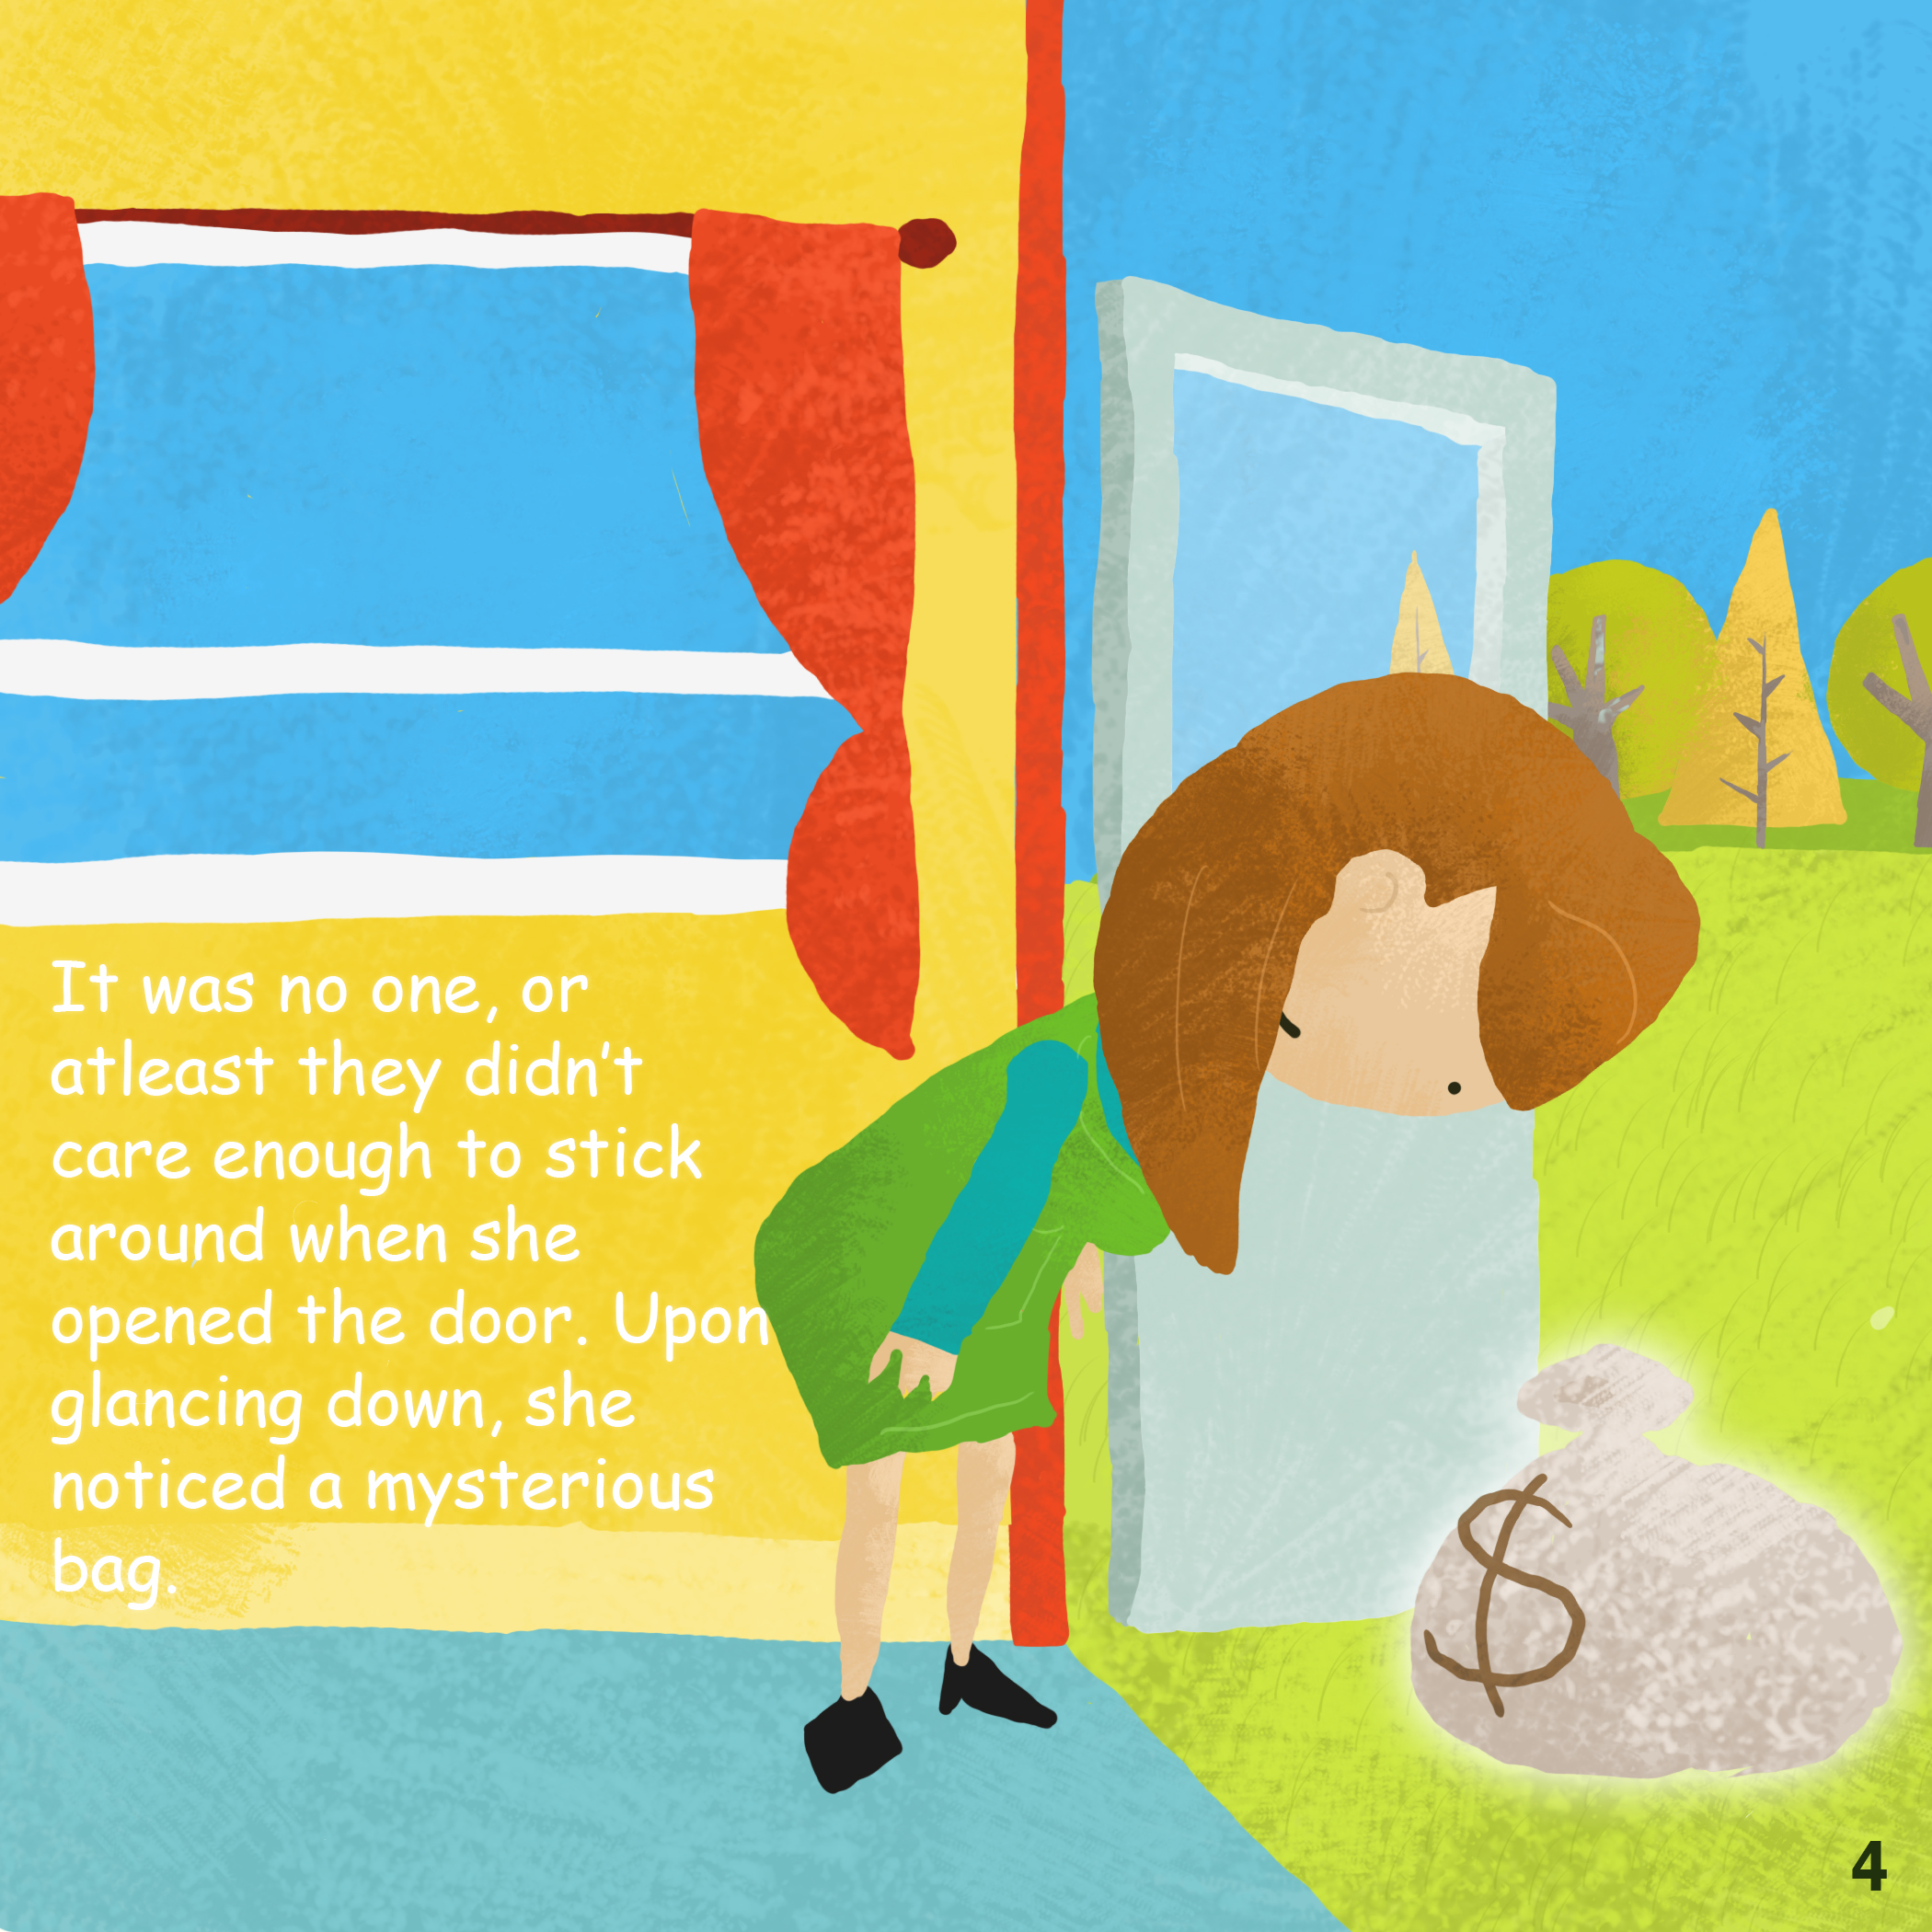 It was no one, or
atleast they didn't
care enough to stick
around when she
opened the door. Upon
glancing down, she
noticed a mysterious
bag.
$
4